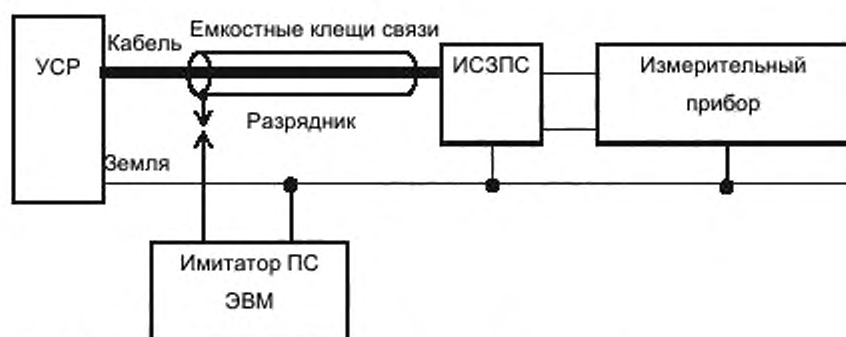 Емкостные клещи связи
Кабель
УСР
ИСЗПС
Измерительный
прибор
Разрядник
Земля
Имитатор ПС
ЭВМ